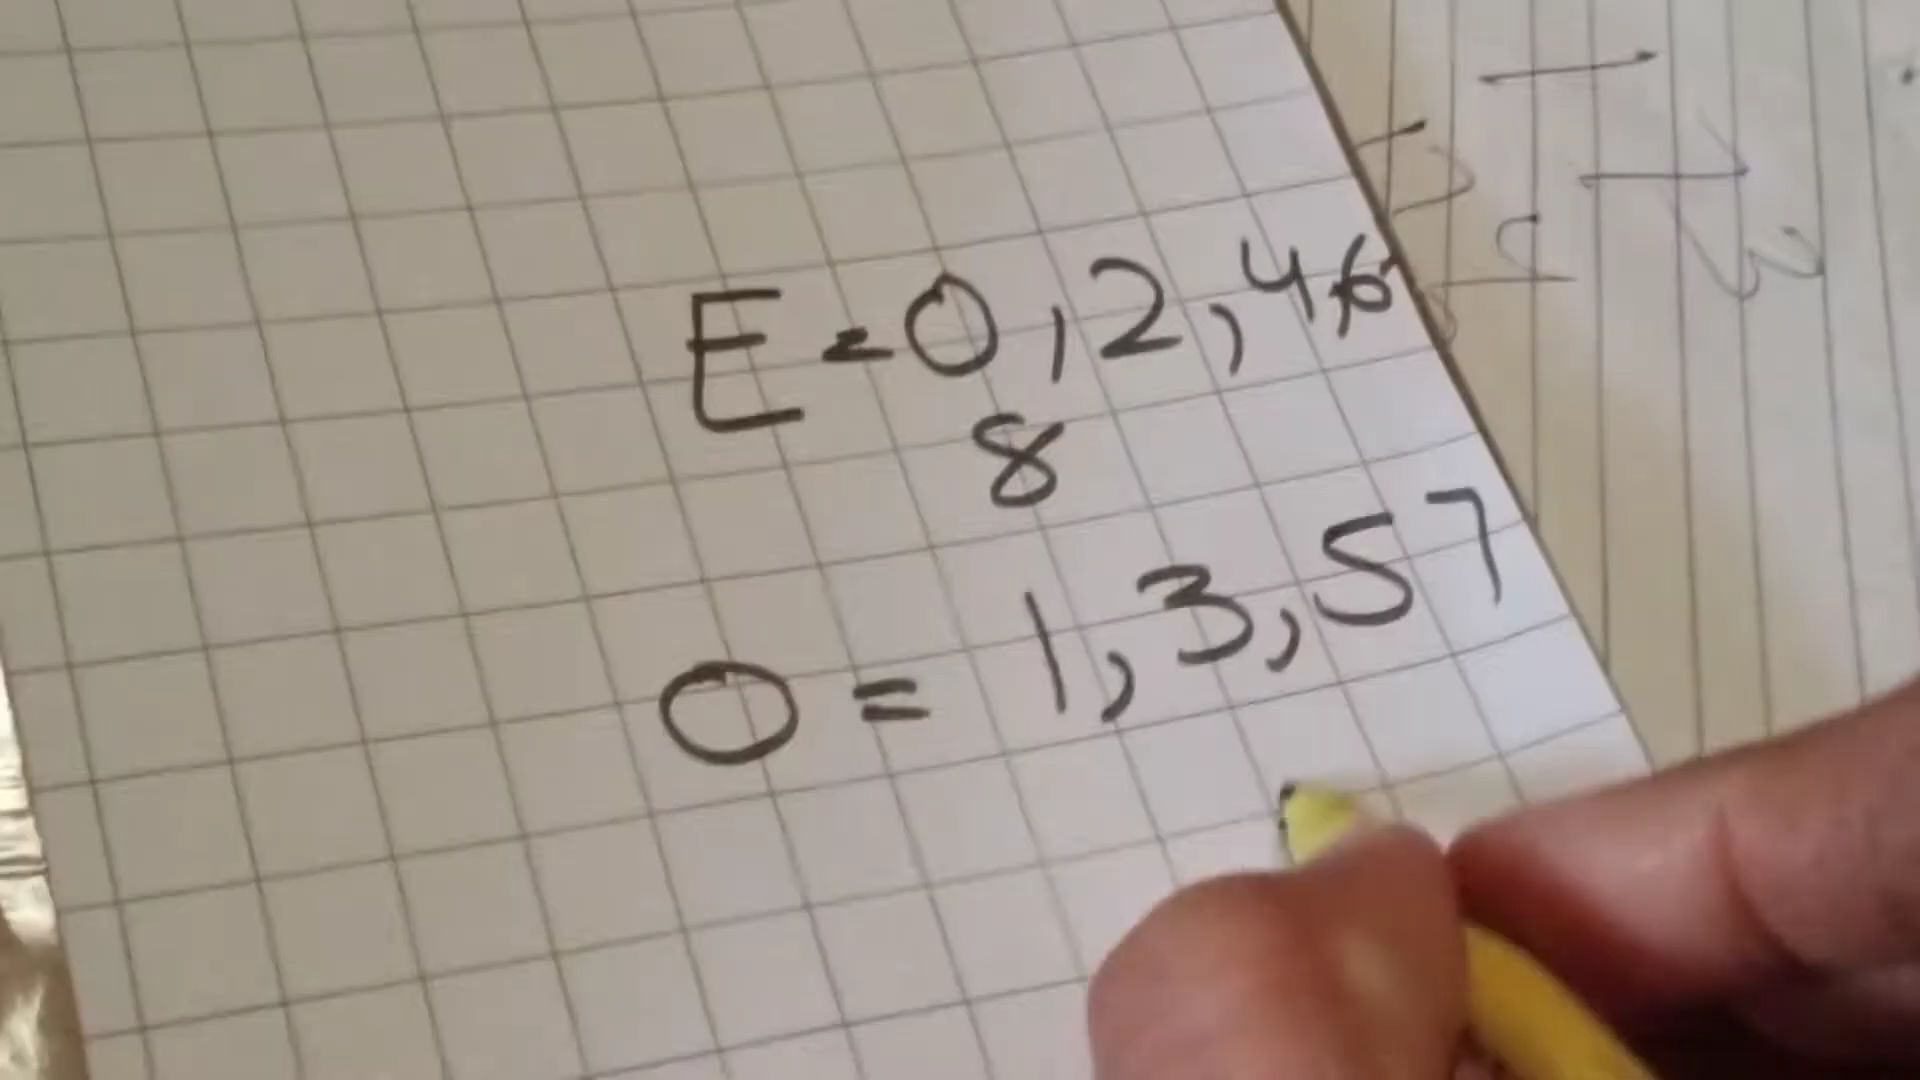 E = 0, 2, 4, 6
8
O = 1, 3, 5 7